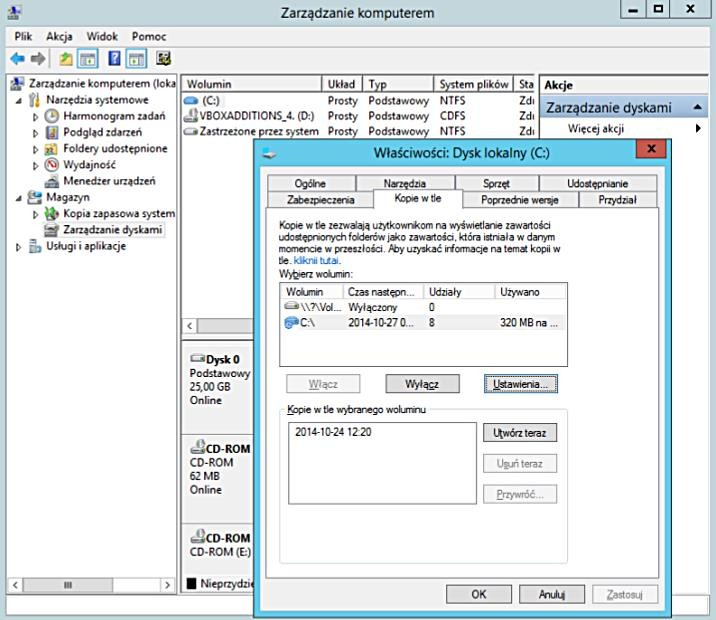 Zarządzanie komputerem
Plik Akcja Widok Pomoc
Zarządzanie komputerem (loka
Narzędzia systemowe
Harmonogram zadań
Podgląd zdarzeń
Foldery udostępnione
Wydajność
Menedżer urządzeń
Magazyn
Kopia zapasowa system
Zarządzanie dyskami
Usługi i aplikacje
Wolumin Układ Typ System plików Sta
(C:) Prosty Podstawowy NTFS Zdi
VBOXADDITIONS_4. (D:) Prosty Podstawowy CDFS Zdi
Zastrzeżone przez system Prosty Podstawowy NTFS Zdi
Akcje
Zarządzanie dyskami
Więcej akcji
Dysk 0
Podstawowy
25,00 GB
Online
CD-ROM
CD-ROM
62 MB
Online
CD-ROM
CD-ROM (E:)
Nieprzydzie
Właściwości: Dysk lokalny (C:)
Ogólne Narzędzia Sprzęt Udostępnianie
Zabezpieczenia Kopie w tle Poprzednie wersje Przydział
Kopie w tle zezwalają użytkownikom na wyświetlanie zawartości
udostępnionych folderów jako zawartości, która istniała w danym
momencie w przeszłości. Aby uzyskać informacje na temat kopii w
tle. kliknii tutai.
Wybierz wolumin:
Wolumin Czas następn... Udziały Używano
\\?\Vol... Wyłączony 0
C:\ 2014-10-27 0... 8 320 MB na ...
Włącz Wyłącz Ustawienia...
Kopie w tle wybranego woluminu
2014-10-24 12:20
Utwórz teraz
Usuń teraz
Przywróć...
OK Anuluj Zastosuj